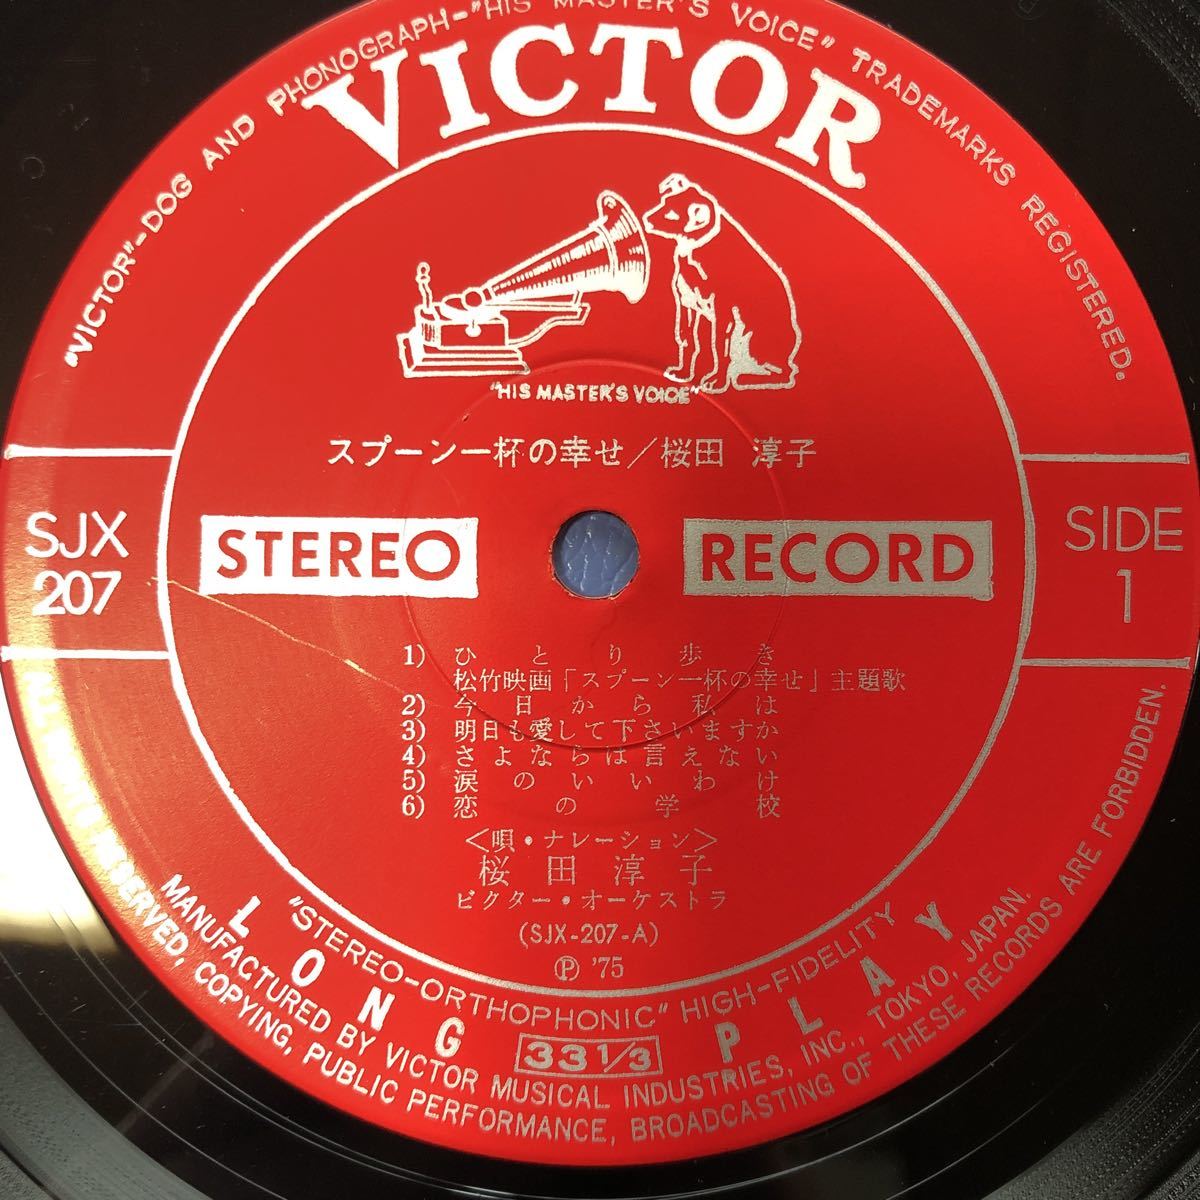 "VICTOR"-DOG AND PHONOGRAPH-"HIS MASTER'S VOICE" TRADEMARKS REGISTERED.
VICTOR
"HIS MASTER'S VOICE"
スプーン一杯の幸せ/桜田 淳子
SJX
207
STEREO
RECORD
SIDE
1
1) ひとり歩き
松竹映画「スプーン一杯の幸せ」主題歌
2) 今日から私は
3) 明日も愛して下さいますか
4) さよならは言えない
5) 涙のいいわけ
6) 恋の学校
<唄・ナレーション>
桜田淳子
ビクター・オーケストラ
(SJX-207-A)
Ⓟ '75
"STEREO-ORTHOPHONIC" HIGH-FIDELITY
LONG PLAY
33 1/3
MANUFACTURED BY VICTOR MUSICAL INDUSTRIES, INC., TOKYO, JAPAN.
ALL RIGHTS RESERVED, COPYING, PUBLIC PERFORMANCE, BROADCASTING OF THESE RECORDS ARE FORBIDDEN.